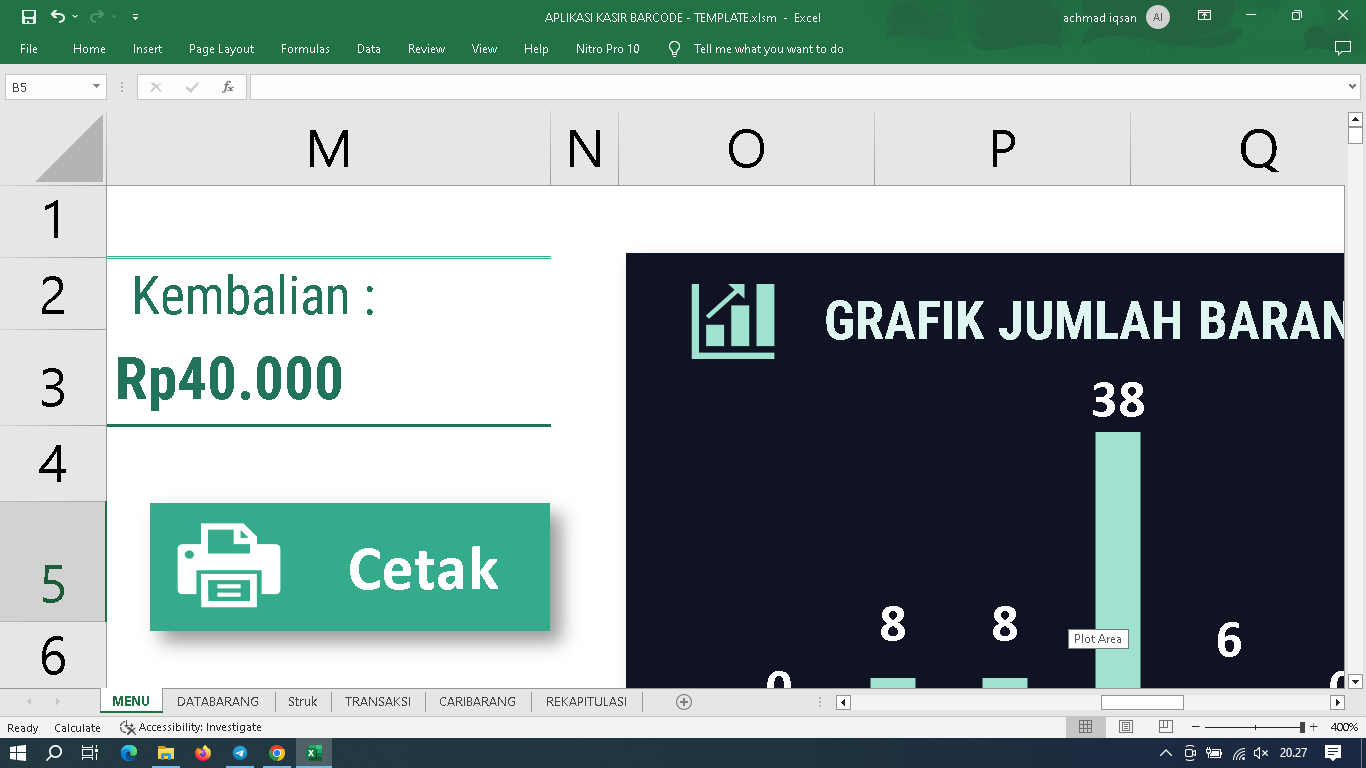 APLIKASI KASIR BARCODE - TEMPLATE.xlsm - Excel
achmad iqsan
AI
File Home Insert Page Layout Formulas Data Review View Help Nitro Pro 10 Tell me what you want to do
B5
fx
M N O P Q
1
2
3
4
5
6
Kembalian :
Rp40.000
Cetak
GRAFIK JUMLAH BARAN
38
8 8 6
0 0
Plot Area
MENU DATABARANG Struk TRANSAKSI CARIBARANG REKAPITULASI
Ready Calculate Accessibility: Investigate
400%
20.27